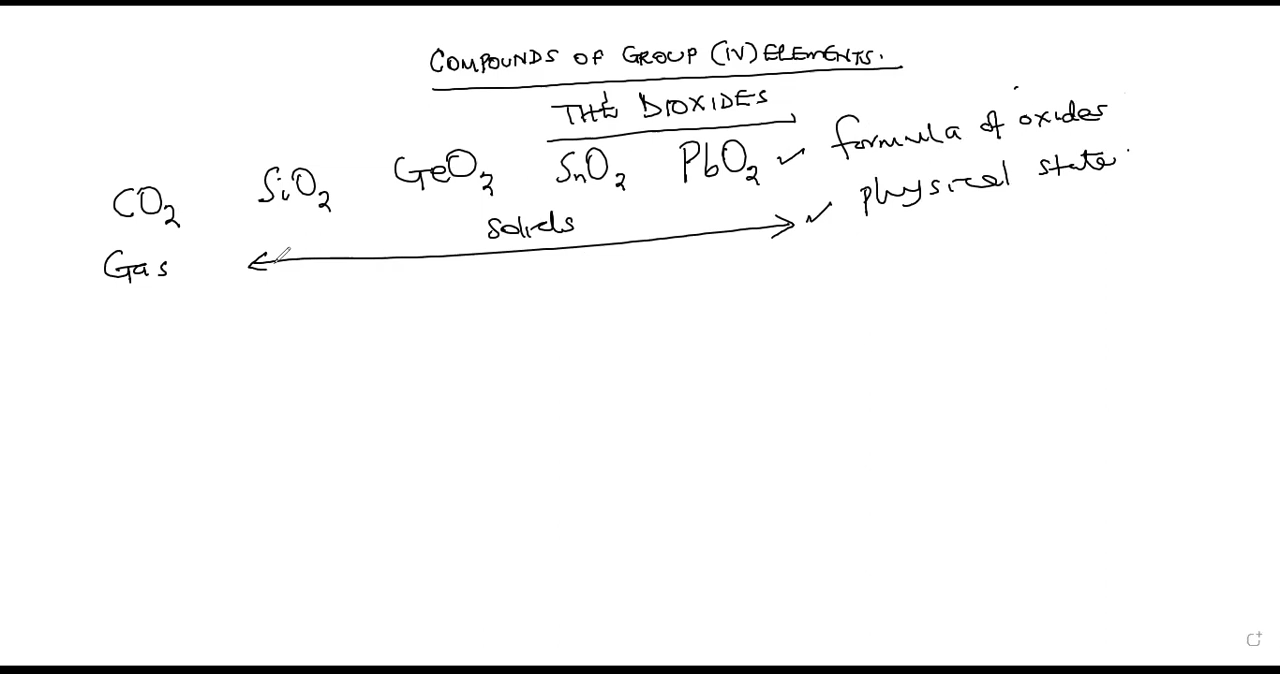 COMPOUNDS OF GROUP (IV) ELEMENTS.
THE DIOXIDES
CO₂ SiO₂ GeO₂ SnO₂ PbO₂ ✓ formula of oxides
Gas solids ✓ physical state.